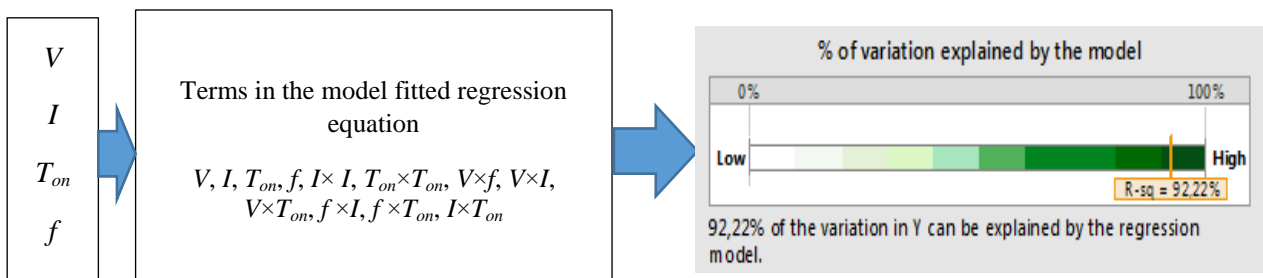 V
I
Ton
f
Terms in the model fitted regression
equation
V, I, Ton, f, I× I, Ton×Ton, V×f, V×I,
V×Ton, f ×I, f ×Ton, I×Ton
% of variation explained by the model
0% 100%
Low High
R-sq = 92,22%
92,22% of the variation in Y can be explained by the regression
model.